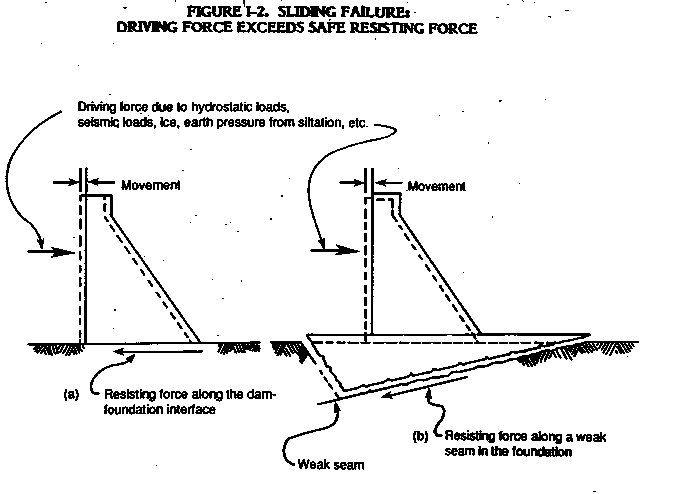 FIGURE I-2. SLIDING FAILURE:
DRIVING FORCE EXCEEDS SAFE RESISTING FORCE
Driving force due to hydrostatic loads,
seismic loads, ice, earth pressure from siltation, etc.
Movement
Movement
(a) Resisting force along the dam-
foundation interface
(b) Resisting force along a weak
seam in the foundation
Weak seam